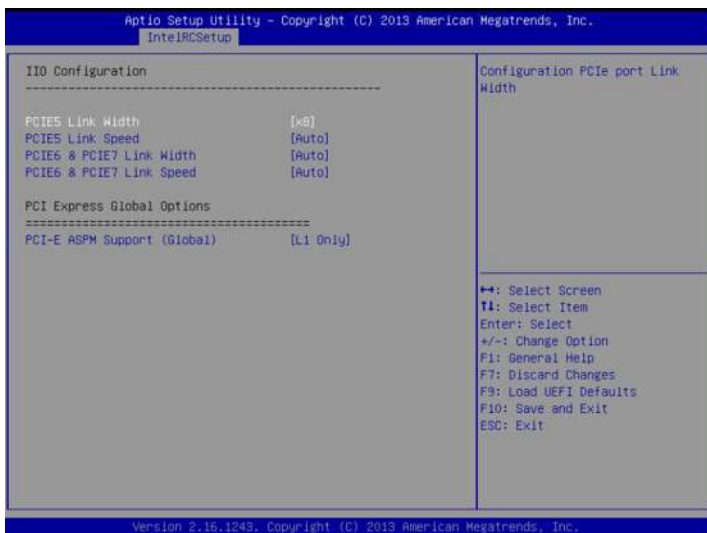 Aptio Setup Utility – Copyright (C) 2013 American Megatrends, Inc.
IntelRCSetup
IIO Configuration
--------------------------------------------------
PCIE5 Link Width [x8]
PCIE5 Link Speed [Auto]
PCIE6 & PCIE7 Link Width [Auto]
PCIE6 & PCIE7 Link Speed [Auto]
PCI Express Global Options
========================================
PCI-E ASPM Support (Global) [L1 Only]
Configuration PCIe port Link
Width
↔: Select Screen
↑↓: Select Item
Enter: Select
+/-: Change Option
F1: General Help
F7: Discard Changes
F9: Load UEFI Defaults
F10: Save and Exit
ESC: Exit
Version 2.16.1243. Copyright (C) 2013 American Megatrends, Inc.